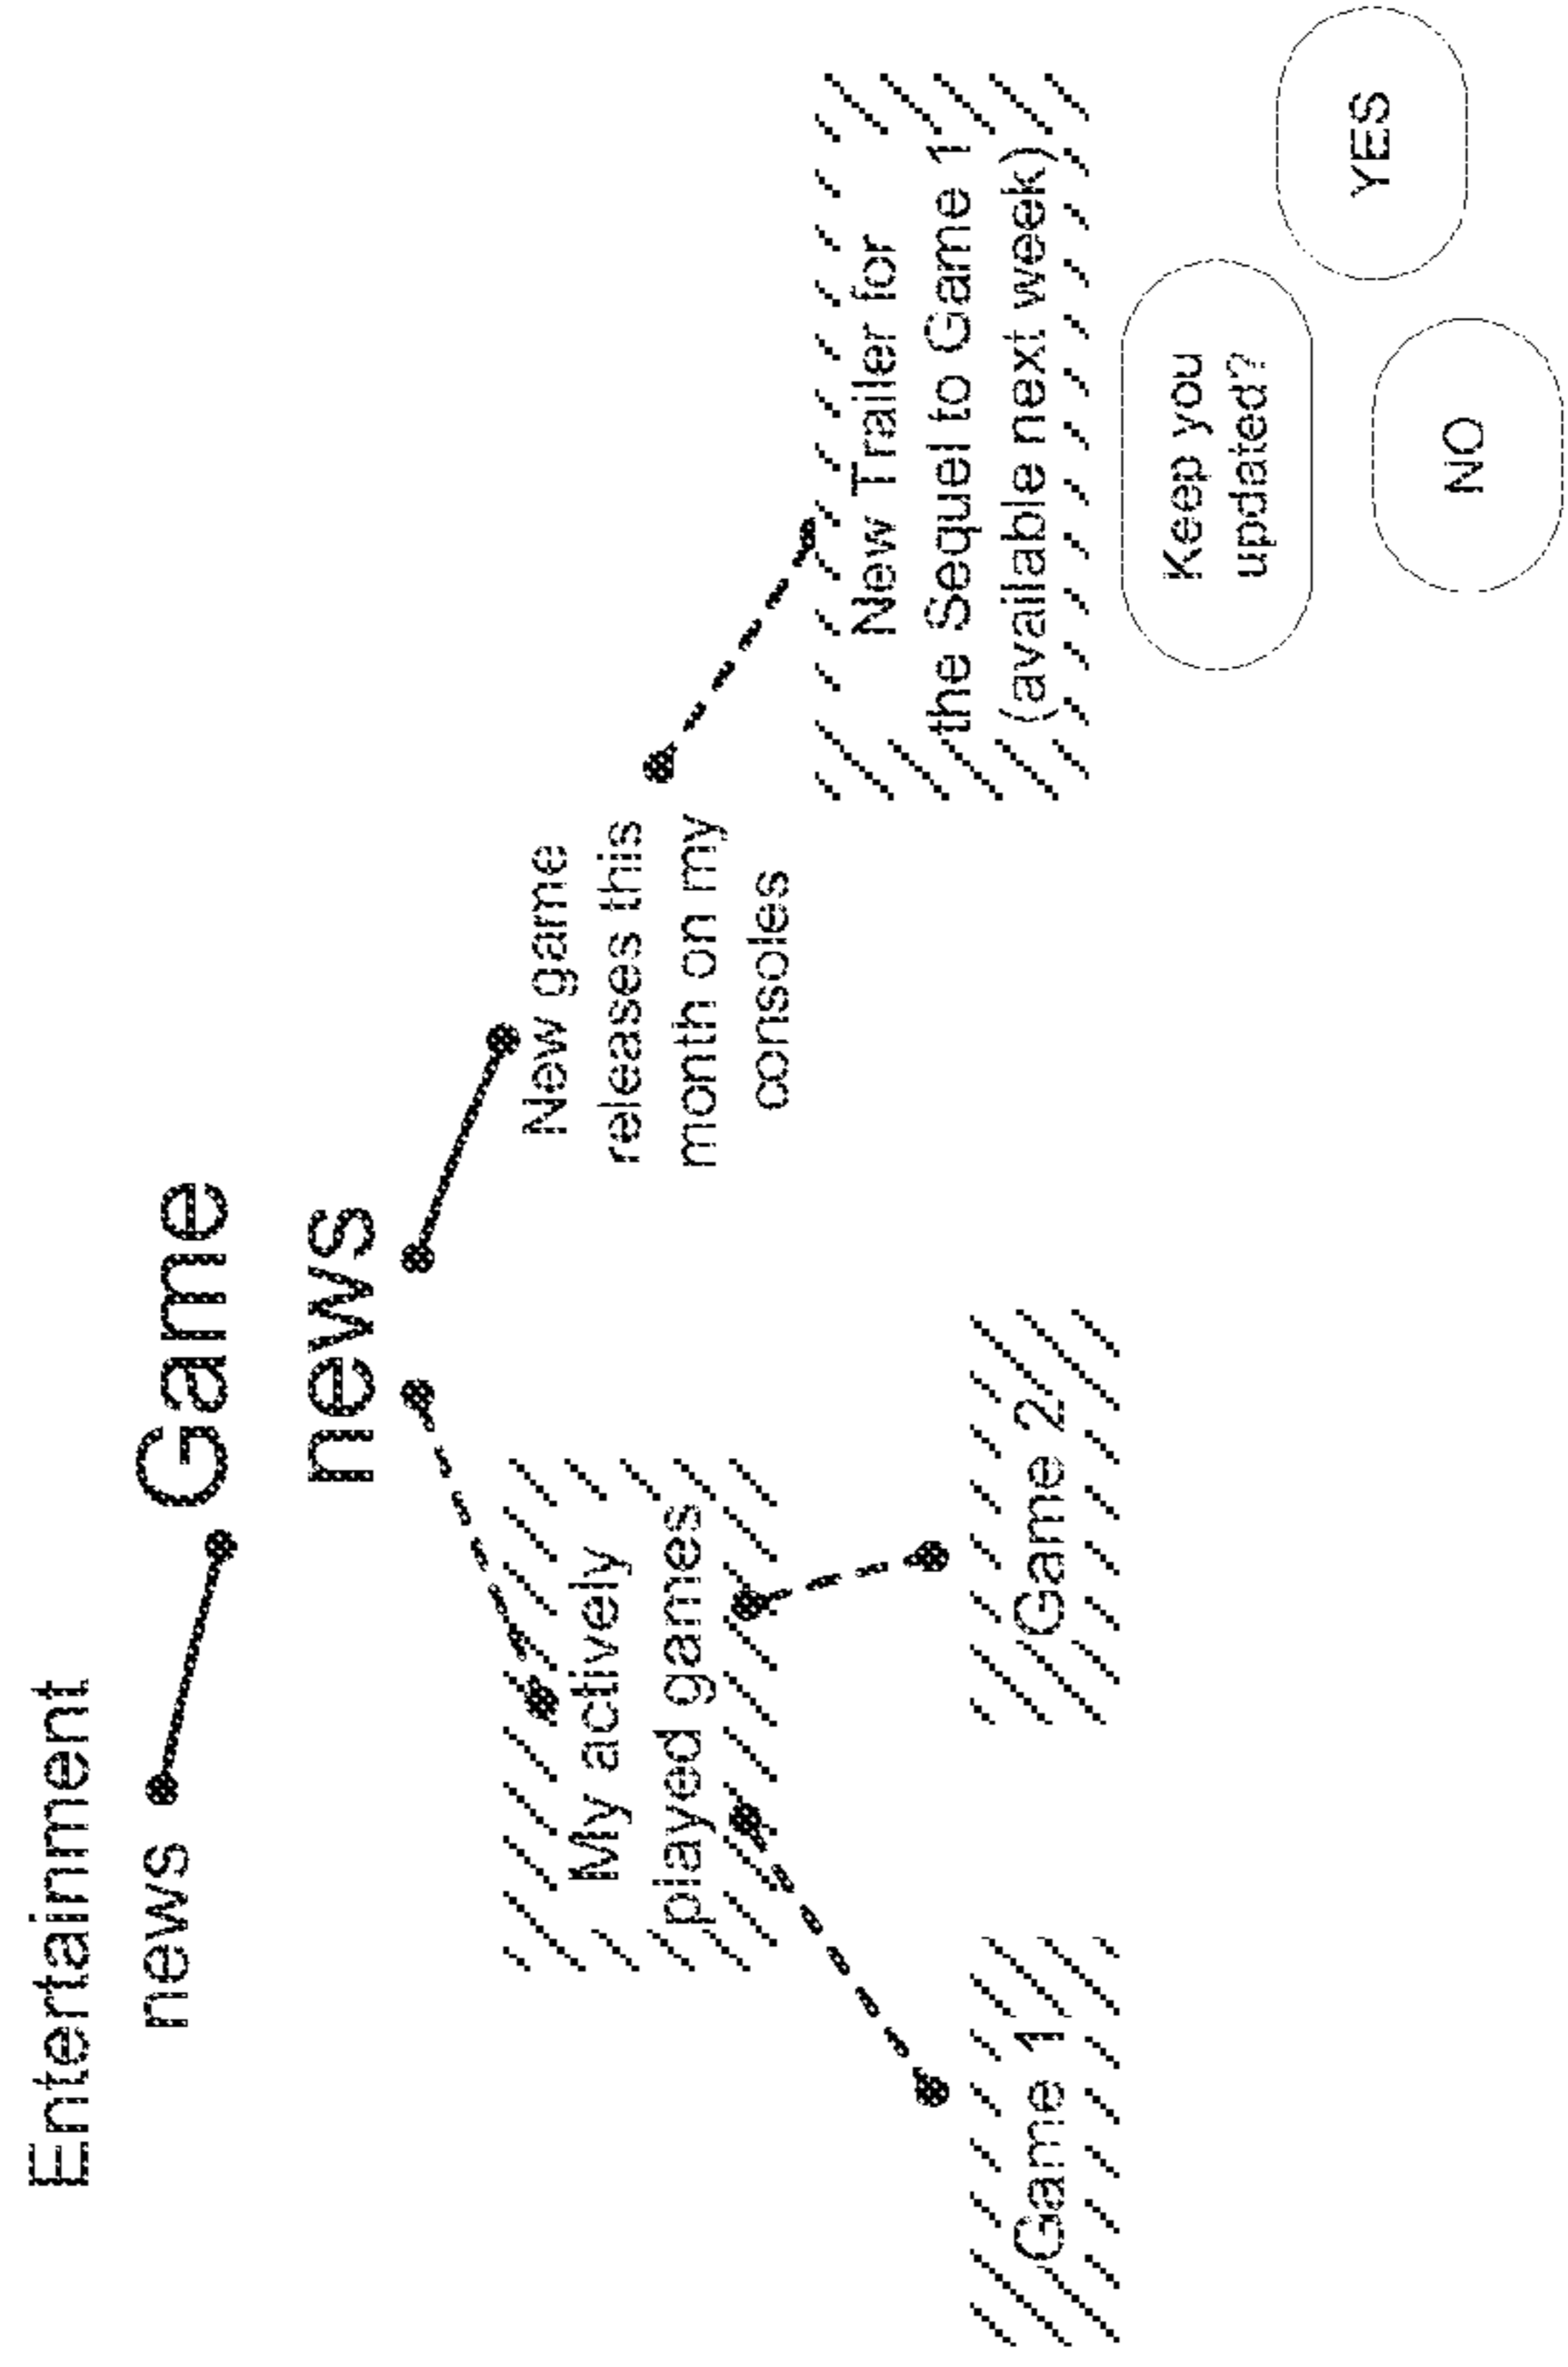 Entertainment
news
Game
news
My actively
played games
Game 1
Game 2
New game
releases this
month on my
consoles
New Trailer for
the Sequel to Game 1
(available next week)
Keep you
updated?
NO
YES